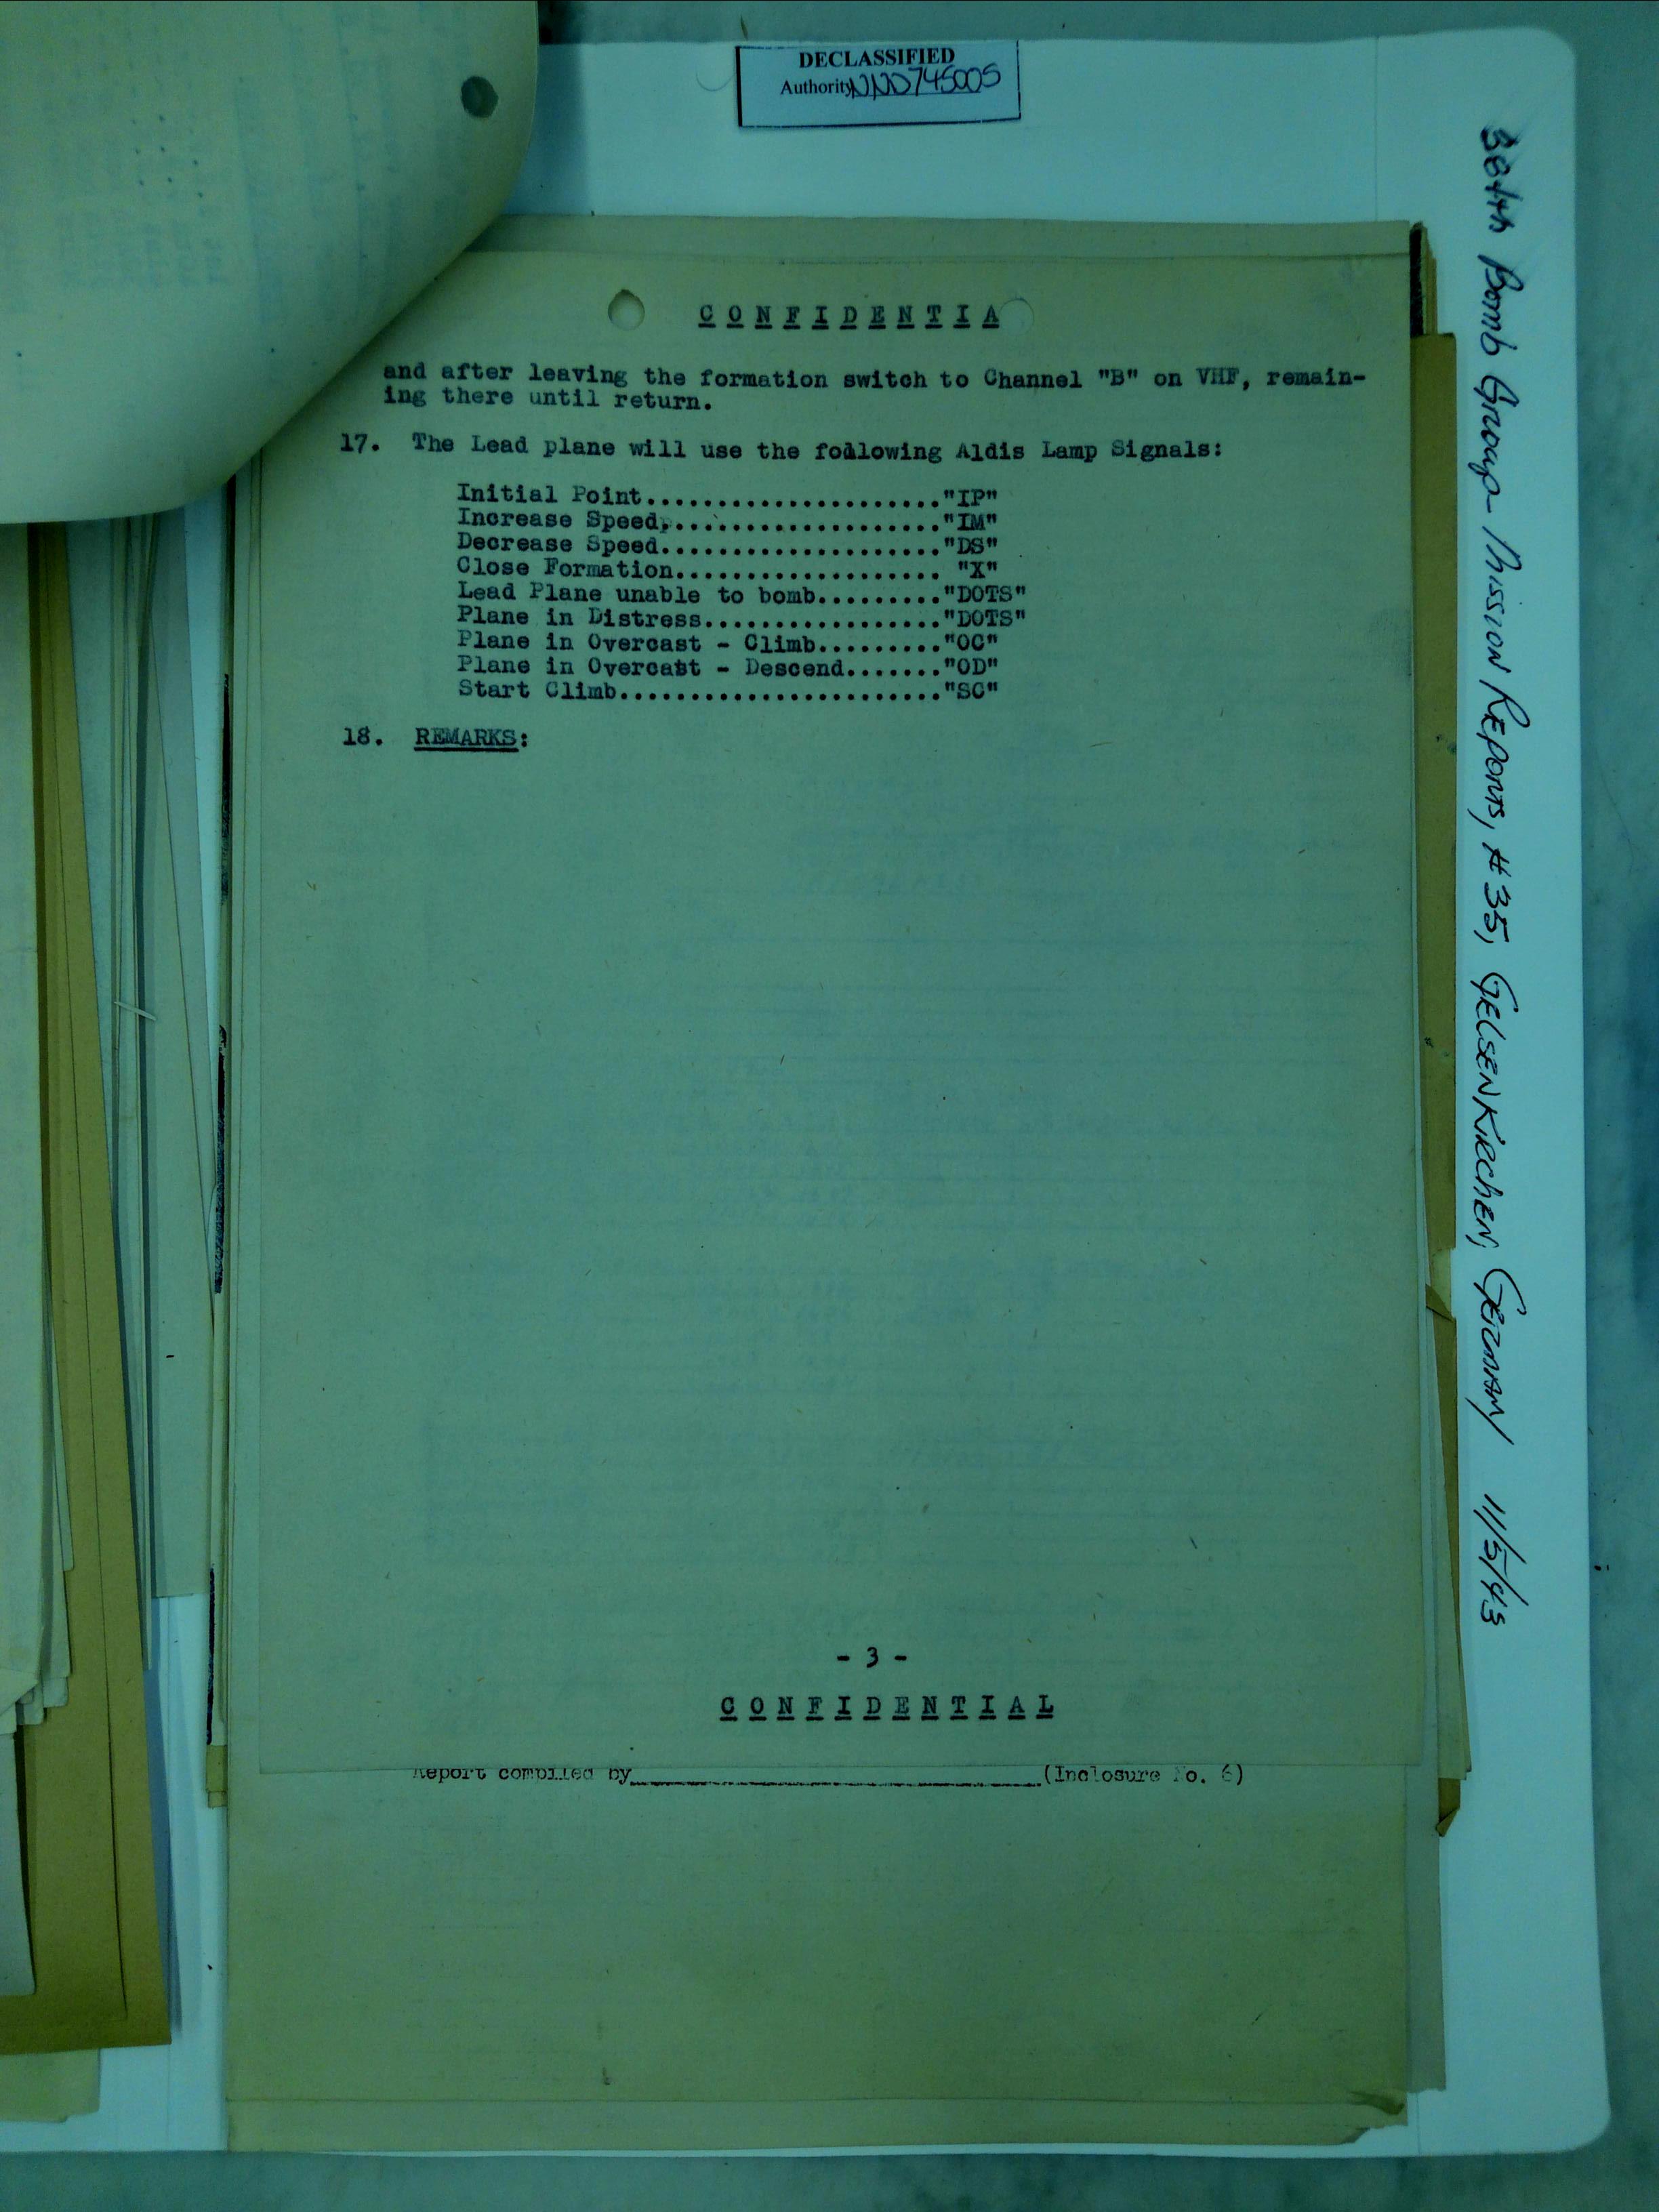 DECLASSIFIED
Authority NND745005
C O N F I D E N T I A
and after leaving the formation switch to Channel "B" on VHF, remain-
ing there until return.
17. The Lead plane will use the following Aldis Lamp Signals:
Initial Point....................."IP"
Increase Speed...................."IM"
Decrease Speed...................."DS"
Close Formation................... "X"
Lead Plane unable to bomb........."DOTS"
Plane in Distress................."DOTS"
Plane in Overcast - Climb........."OC"
Plane in Overcast - Descend......."OD"
Start Climb......................."SC"
18. REMARKS:
- 3 -
C O N F I D E N T I A L
Report compiled by (Inclosure No. 6)
384th Bomb Group Mission Reports, #35, Gelsenkirchen, Germany 11/5/43